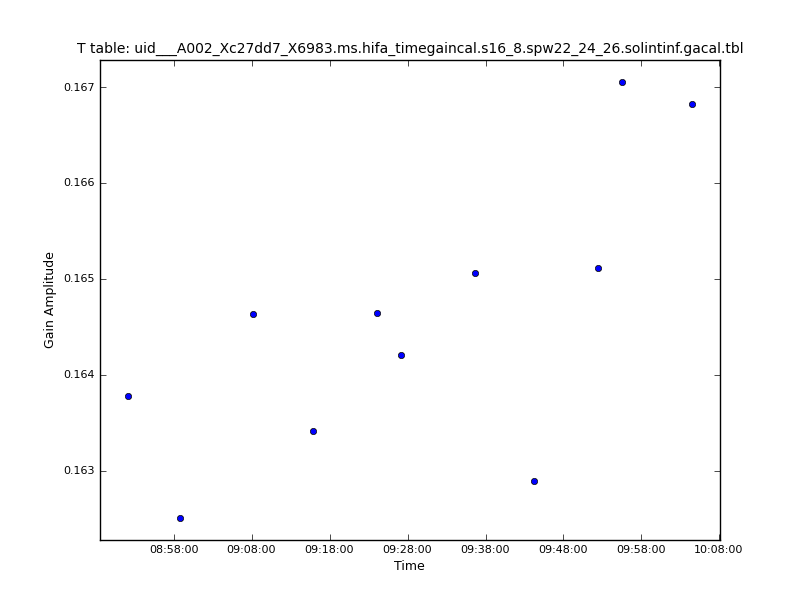 T table: uid___A002_Xc27dd7_X6983.ms.hifa_timegaincal.s16_8.spw22_24_26.solintinf.gacal.tbl
0.167
0.166
0.165
0.164
0.163
Gain Amplitude
08:58:00 09:08:00 09:18:00 09:28:00 09:38:00 09:48:00 09:58:00 10:08:00
Time